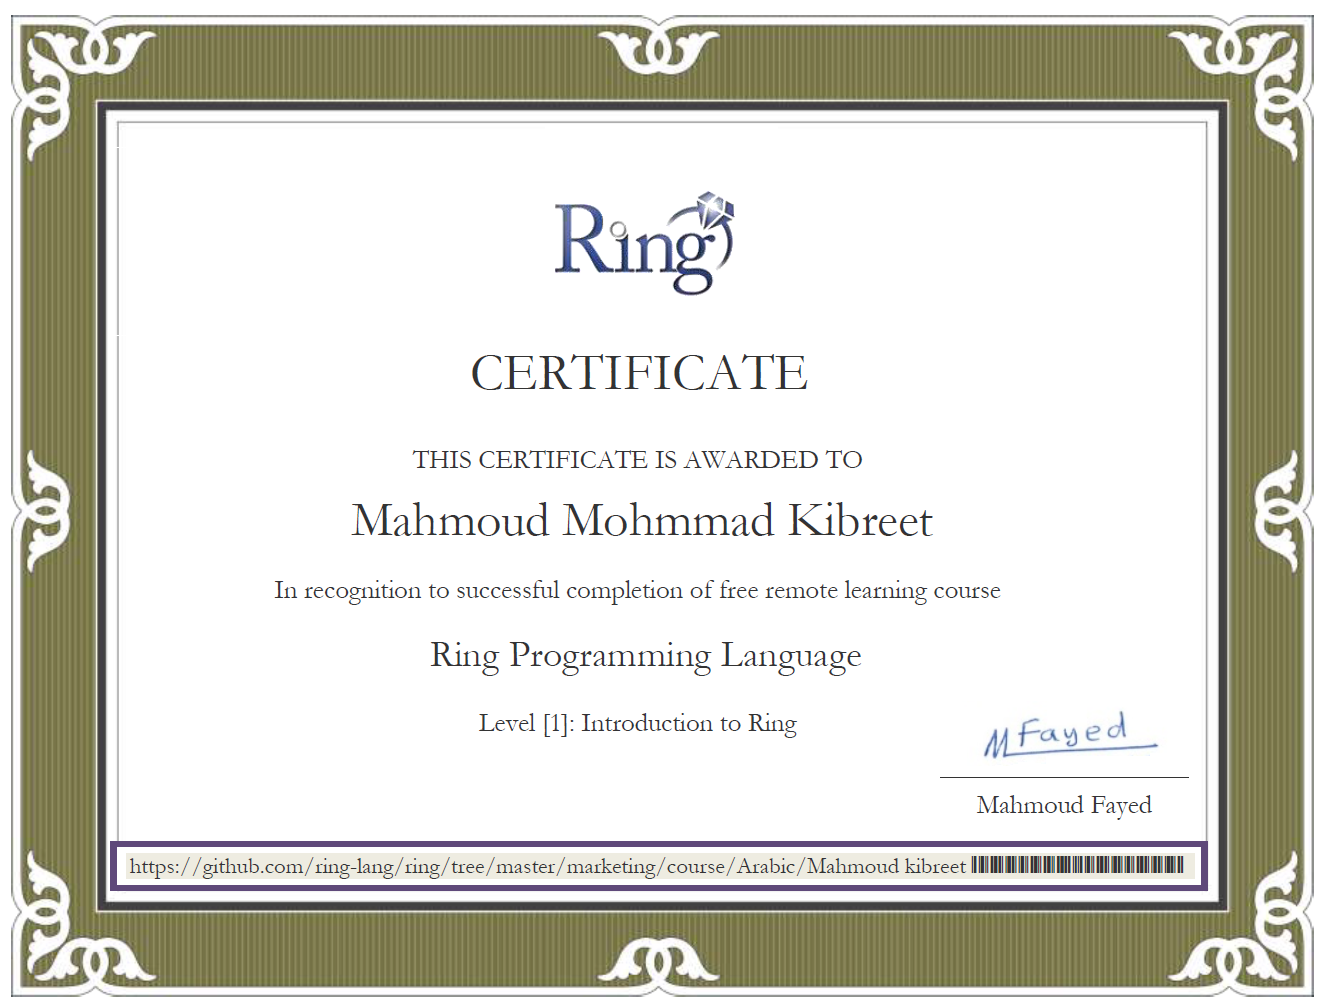 Ring
CERTIFICATE
THIS CERTIFICATE IS AWARDED TO
Mahmoud Mohmmad Kibreet
In recognition to successful completion of free remote learning course
Ring Programming Language
Level [1]: Introduction to Ring
MFayed
Mahmoud Fayed
https://github.com/ring-lang/ring/tree/master/marketing/course/Arabic/Mahmoud kibreet